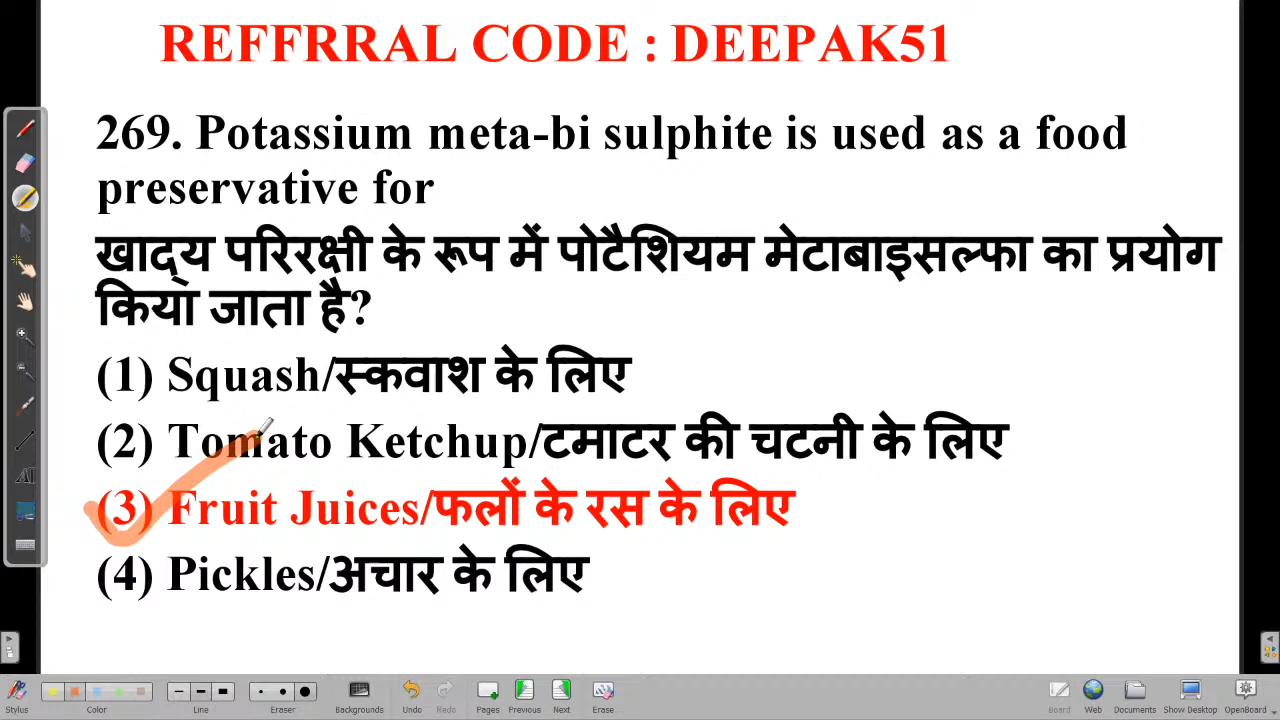 REFFRRAL CODE : DEEPAK51
269. Potassium meta-bi sulphite is used as a food
preservative for
खाद्य परिरक्षी के रूप में पोटैशियम मेटाबाइसल्फा का प्रयोग
किया जाता है?
(1) Squash/स्कवाश के लिए
(2) Tomato Ketchup/टमाटर की चटनी के लिए
(3) Fruit Juices/फलों के रस के लिए
(4) Pickles/अचार के लिए
Stylus Color Line Eraser Backgrounds Undo Redo Pages Previous Next Erase Board Web Documents Show Desktop OpenBoard